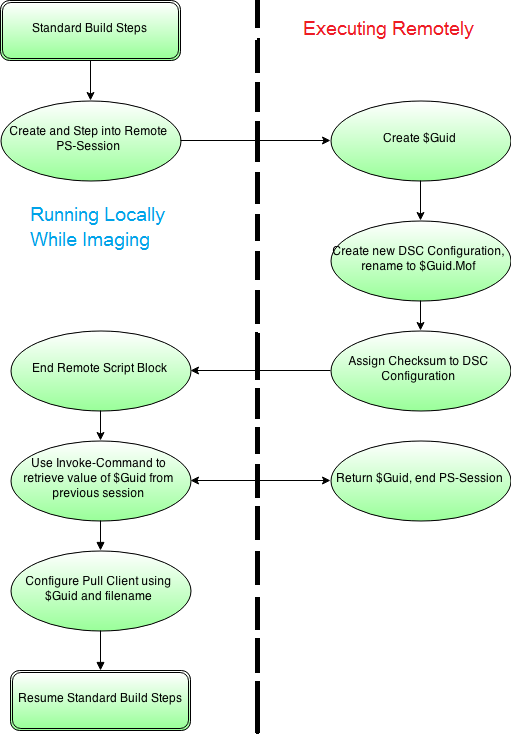 Standard Build Steps
Executing Remotely
Create and Step into Remote
PS-Session
Create $Guid
Running Locally
While Imaging
Create new DSC Configuration,
rename to $Guid.Mof
End Remote Script Block
Assign Checksum to DSC
Configuration
Use Invoke-Command to
retrieve value of $Guid from
previous session
Return $Guid, end PS-Session
Configure Pull Client using
$Guid and filename
Resume Standard Build Steps